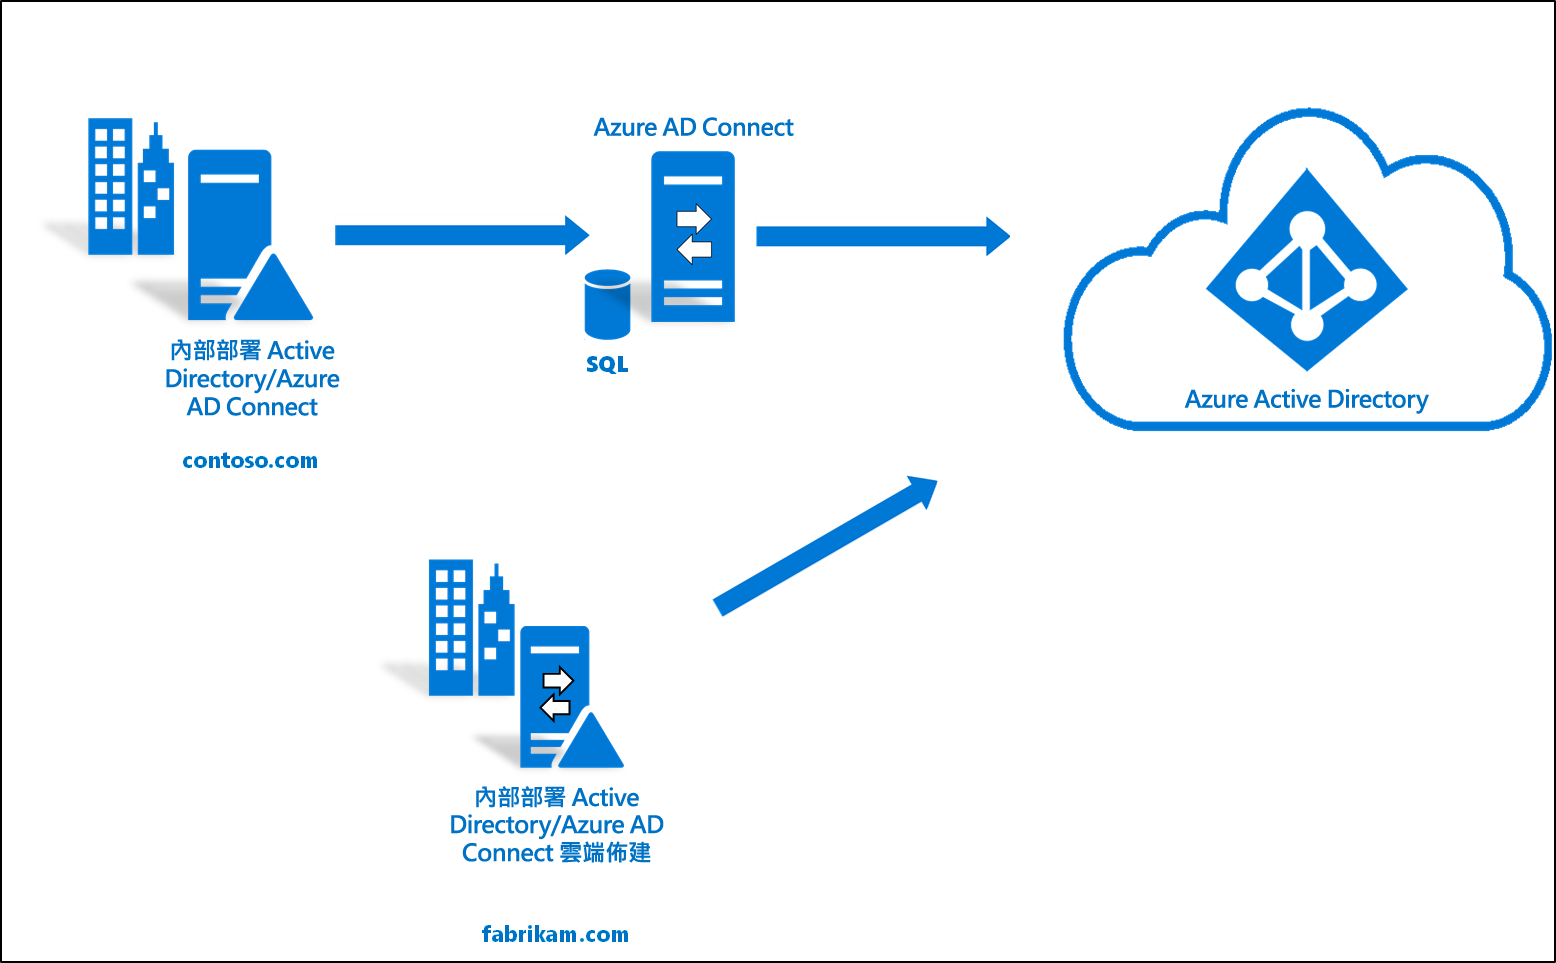 Azure AD Connect
內部部署 Active
Directory/Azure
AD Connect
SQL
contoso.com
Azure Active Directory
內部部署 Active
Directory/Azure AD
Connect 雲端佈建
fabrikam.com